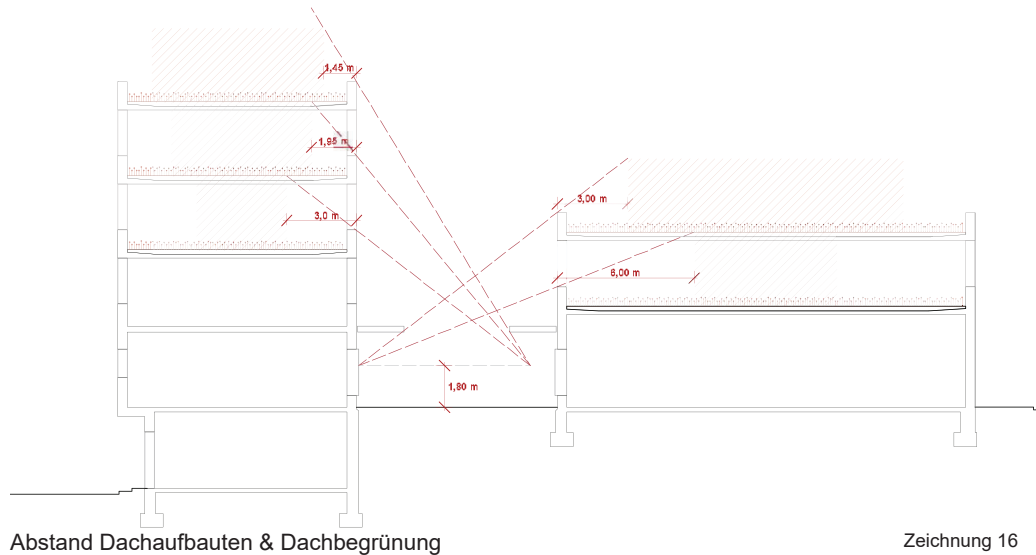 1,45 m
1,95 m
3,0 m
3,00 m
6,00 m
1,80 m
Abstand Dachaufbauten & Dachbegrünung
Zeichnung 16